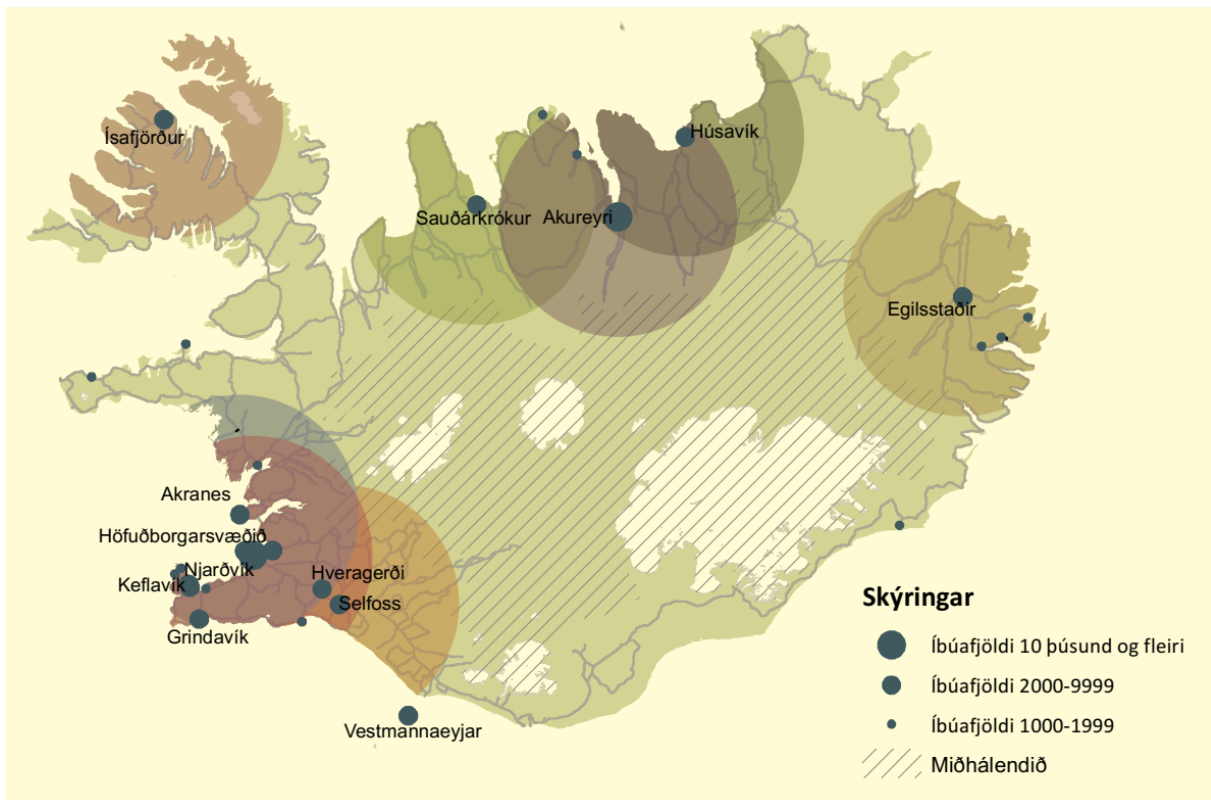 Ísafjörður
Húsavík
Sauðárkrókur
Akureyri
Egilsstaðir
Akranes
Höfuðborgarsvæðið
Njarðvík
Keflavík
Hveragerði
Selfoss
Grindavík
Vestmannaeyjar
Skýringar
Íbúafjöldi 10 þúsund og fleiri
Íbúafjöldi 2000-9999
Íbúafjöldi 1000-1999
Miðhálendið